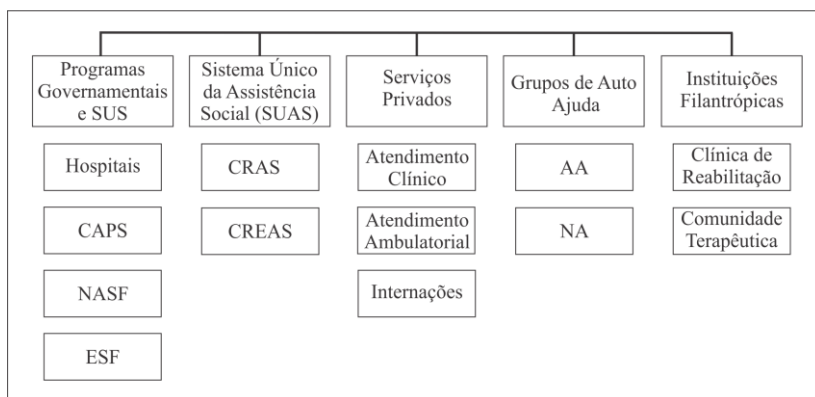 Programas
Governamentais
e SUS
Hospitais
CAPS
NASF
ESF
Sistema Único
da Assistência
Social (SUAS)
CRAS
CREAS
Serviços
Privados
Atendimento
Clínico
Atendimento
Ambulatorial
Internações
Grupos de Auto
Ajuda
AA
NA
Instituições
Filantrópicas
Clínica de
Reabilitação
Comunidade
Terapêutica